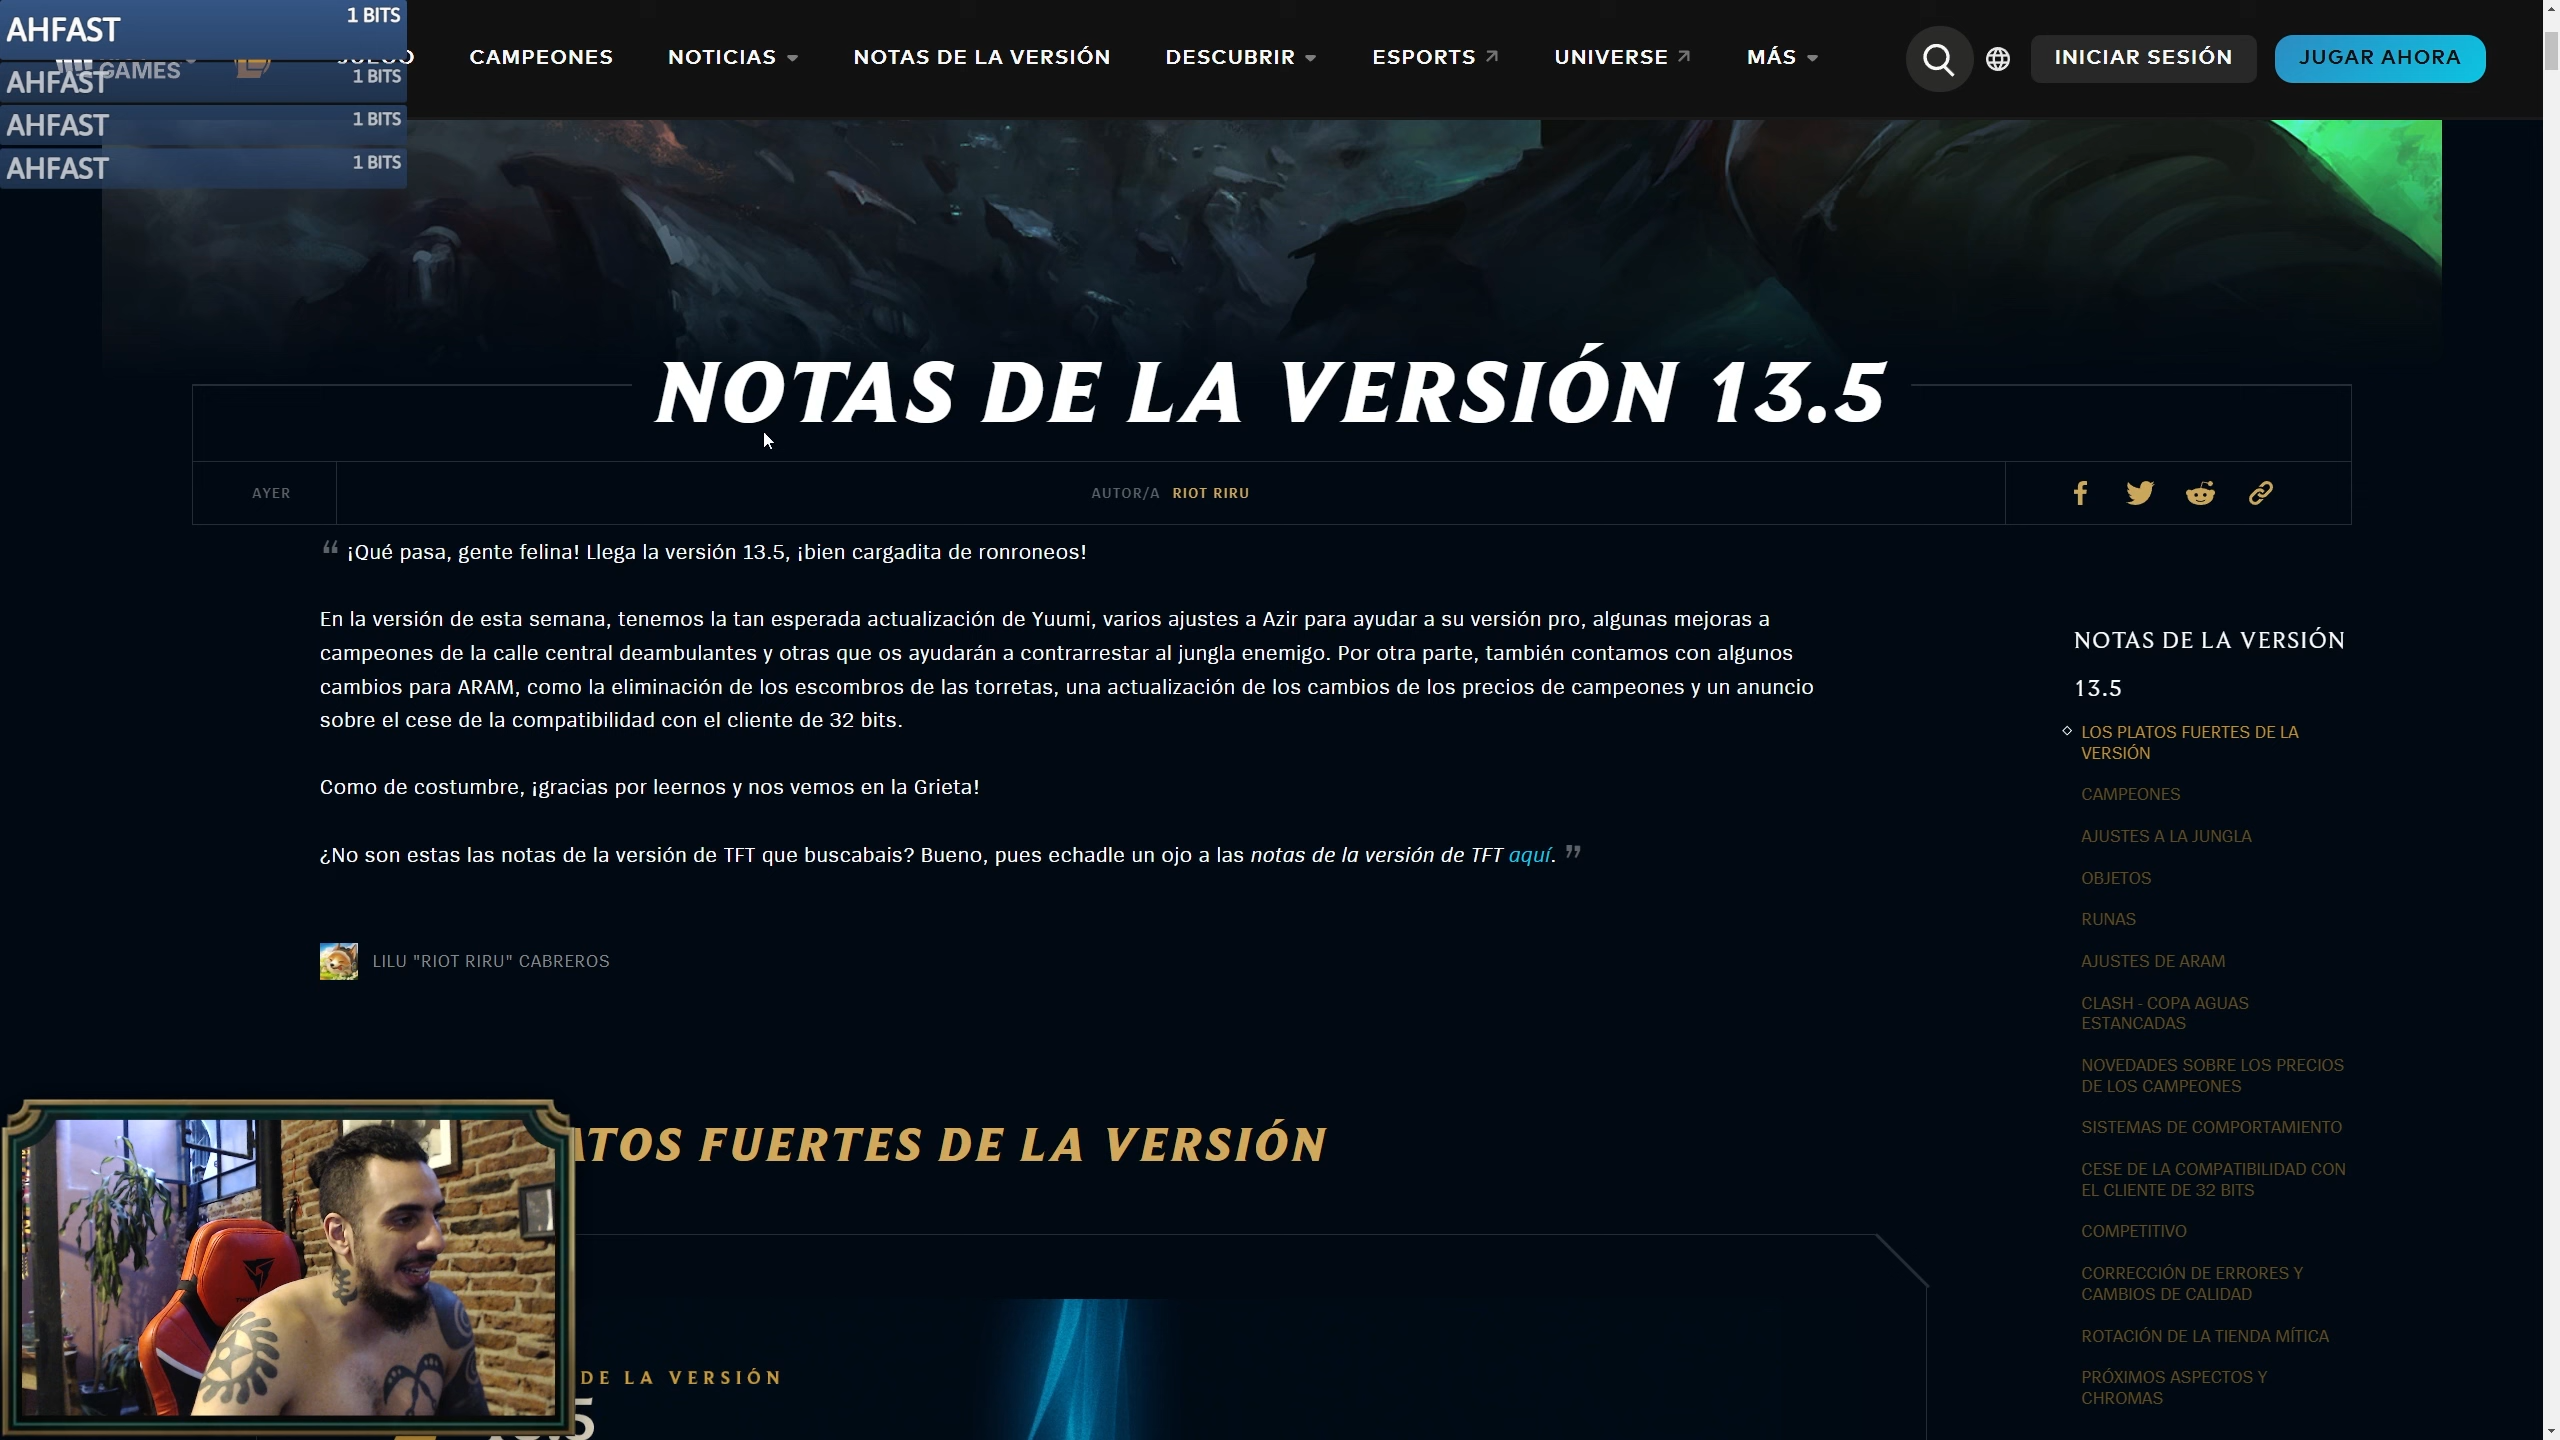 AHFAST 1 BITS
AHFAST 1 BITS
AHFAST 1 BITS
AHFAST 1 BITS
GAMES
JUEGO CAMPEONES NOTICIAS NOTAS DE LA VERSIÓN DESCUBRIR ESPORTS UNIVERSE MÁS INICIAR SESIÓN JUGAR AHORA
NOTAS DE LA VERSIÓN 13.5
AYER AUTOR/A RIOT RIRU
“ ¡Qué pasa, gente felina! Llega la versión 13.5, ¡bien cargadita de ronroneos!
En la versión de esta semana, tenemos la tan esperada actualización de Yuumi, varios ajustes a Azir para ayudar a su versión pro, algunas mejoras a
campeones de la calle central deambulantes y otras que os ayudarán a contrarrestar al jungla enemigo. Por otra parte, también contamos con algunos
cambios para ARAM, como la eliminación de los escombros de las torretas, una actualización de los cambios de los precios de campeones y un anuncio
sobre el cese de la compatibilidad con el cliente de 32 bits.
Como de costumbre, ¡gracias por leernos y nos vemos en la Grieta!
¿No son estas las notas de la versión de TFT que buscabais? Bueno, pues echadle un ojo a las notas de la versión de TFT aquí. ”
LILU "RIOT RIRU" CABREROS
ATOS FUERTES DE LA VERSIÓN
DE LA VERSIÓN
NOTAS DE LA VERSIÓN
13.5
LOS PLATOS FUERTES DE LA
VERSIÓN
CAMPEONES
AJUSTES A LA JUNGLA
OBJETOS
RUNAS
AJUSTES DE ARAM
CLASH - COPA AGUAS
ESTANCADAS
NOVEDADES SOBRE LOS PRECIOS
DE LOS CAMPEONES
SISTEMAS DE COMPORTAMIENTO
CESE DE LA COMPATIBILIDAD CON
EL CLIENTE DE 32 BITS
COMPETITIVO
CORRECCIÓN DE ERRORES Y
CAMBIOS DE CALIDAD
ROTACIÓN DE LA TIENDA MÍTICA
PRÓXIMOS ASPECTOS Y
CHROMAS